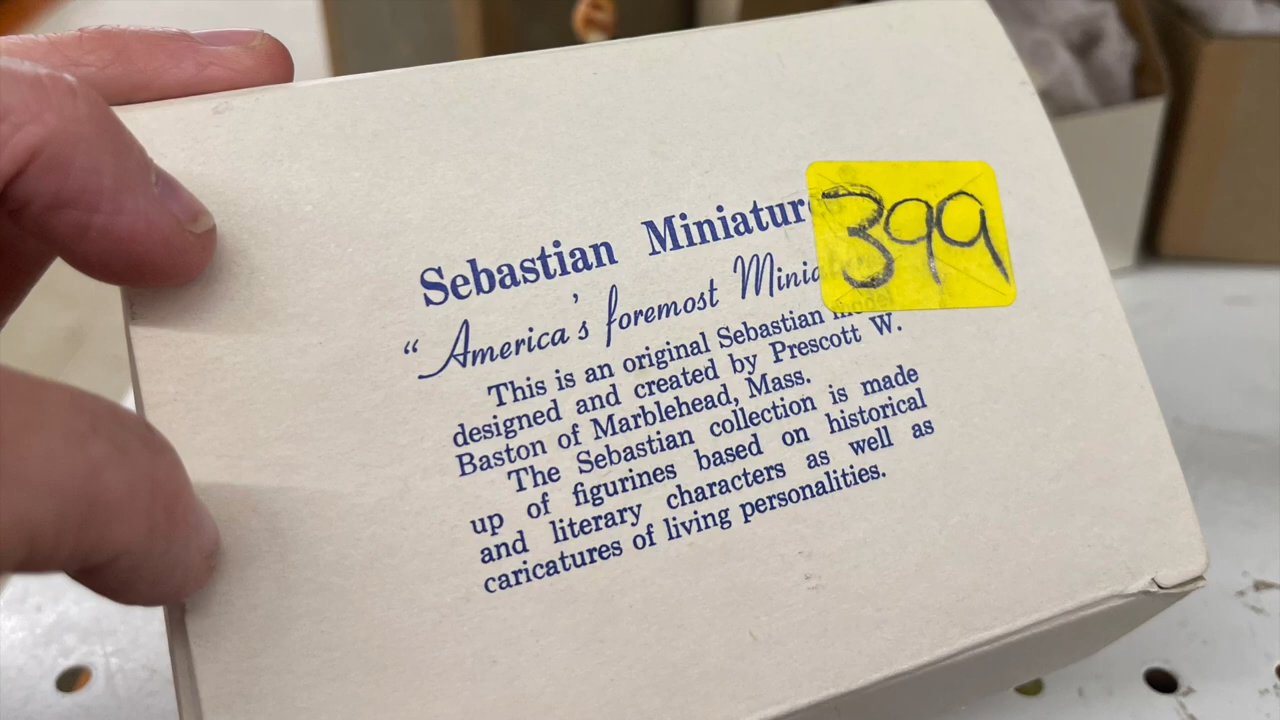 Sebastian Miniature
399
“America's foremost Minia
This is an original Sebastian model
designed and created by Prescott W.
Baston of Marblehead, Mass.
The Sebastian collection is made
up of figurines based on historical
and literary characters as well as
caricatures of living personalities.